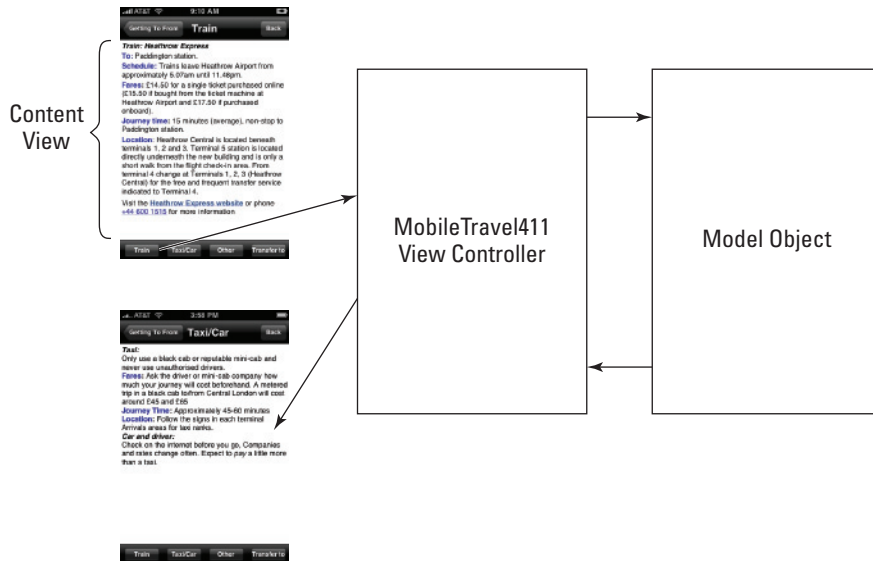 AT&T 9:10 AM
Getting To From Train Back
Train: Heathrow Express
To: Paddington station.
Schedule: Trains leave Heathrow Airport from
approximately 5.07am until 11.48pm.
Fares: £14.50 for a single ticket purchased online
(£15.50 if bought from the ticket machine at
Heathrow Airport and £17.50 if purchased
onboard).
Journey time: 15 minutes (average), non-stop to
Paddington station.
Location: Heathrow Central is located beneath
terminals 1, 2 and 3. Terminal 5 station is located
directly underneath the new building and is only a
short walk from the flight check-in area. From
terminal 4 change at Terminals 1, 2, 3 (Heathrow
Central) for the free and frequent transfer service
indicated to Terminal 4.
Visit the Heathrow Express website or phone
+44 600 1515 for more information
Train Taxi/Car Other Transfer to
Content
View
MobileTravel411
View Controller
Model Object
AT&T 3:58 PM
Getting To From Taxi/Car Back
Taxi:
Only use a black cab or reputable mini-cab and
never use unauthorised drivers.
Fares: Ask the driver or mini-cab company how
much your journey will cost beforehand. A metered
trip in a black cab to/from Central London will cost
around £45 and £65
Journey Time: Approximately 45-60 minutes
Location: Follow the signs in each terminal
Arrivals areas for taxi ranks.
Car and driver:
Check on the internet before you go, Companies
and rates change often. Expect to pay a little more
than a taxi.
Train Taxi/Car Other Transfer to